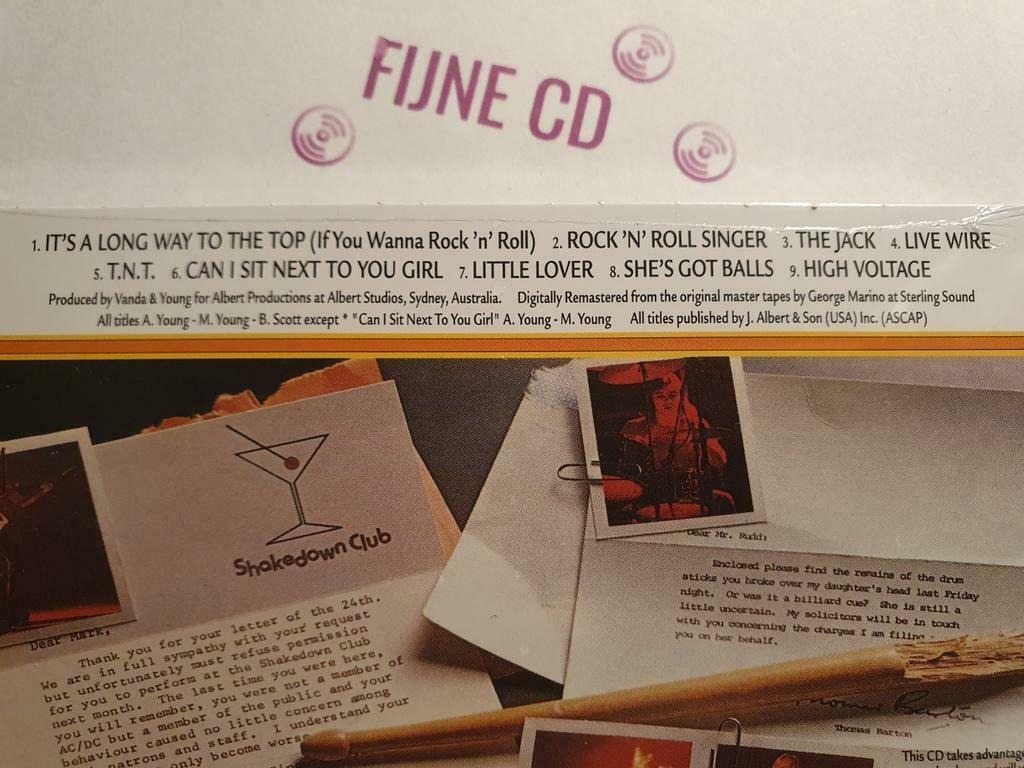 FIJNE CD
1. IT'S A LONG WAY TO THE TOP (If You Wanna Rock 'n' Roll) 2. ROCK 'N' ROLL SINGER 3. THE JACK 4. LIVE WIRE
5. T.N.T. 6. CAN I SIT NEXT TO YOU GIRL 7. LITTLE LOVER 8. SHE'S GOT BALLS 9. HIGH VOLTAGE
Produced by Vanda & Young for Albert Productions at Albert Studios, Sydney, Australia. Digitally Remastered from the original master tapes by George Marino at Sterling Sound
All titles A. Young - M. Young - B. Scott except * "Can I Sit Next To You Girl" A. Young - M. Young All titles published by J. Albert & Son (USA) Inc. (ASCAP)
Shakedown Club
Dear Mark,
Thank you for your letter of the 24th.
We are in full sympathy with your request
but unfortunately must refuse permission
for you to perform at the Shakedown Club
next month. The last time you were here,
you will remember, you were not a member of
AC/DC but a member of the public and your
behaviour caused no little concern among
patrons and staff. I understand your
only become worse
Dear Mr. Rudd:
Enclosed please find the remains of the drum
sticks you broke over my daughter's head last Friday
night. Or was it a billiard cue? She is still a
little uncertain. My solicitors will be in touch
with you concerning the charges I am filing
you on her behalf.
Thomas Barton
Thomas Barton
This CD takes advantage